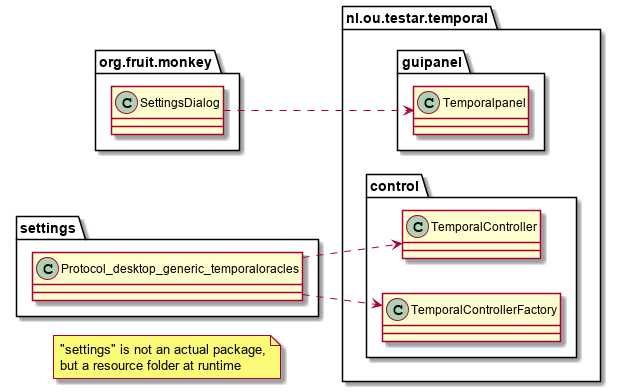 nl.ou.testar.temporal
org.fruit.monkey
C SettingsDialog
guipanel
C Temporalpanel
control
C TemporalController
C TemporalControllerFactory
settings
C Protocol_desktop_generic_temporaloracles
"settings" is not an actual package,
but a resource folder at runtime